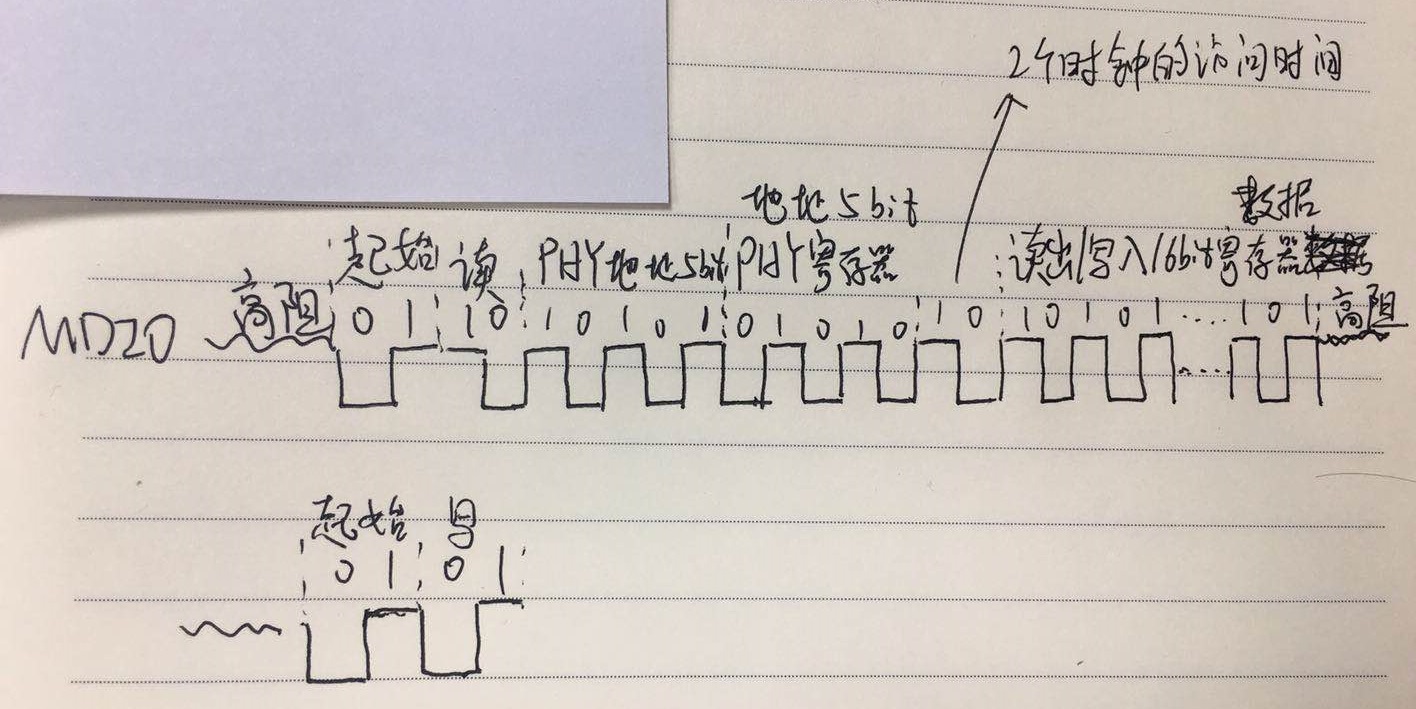 2个时钟的访问时间
地址5bit 数据
起始 读 PHY地址5bit PHY寄存器 读出/写入16bit寄存器
MDIO 高阻 0 1 1 0 1 0 1 0 1 0 1 0 1 0 1 0 1 0 1 0 1 .... 1 0 1 高阻
起始 写
0 1 0 1